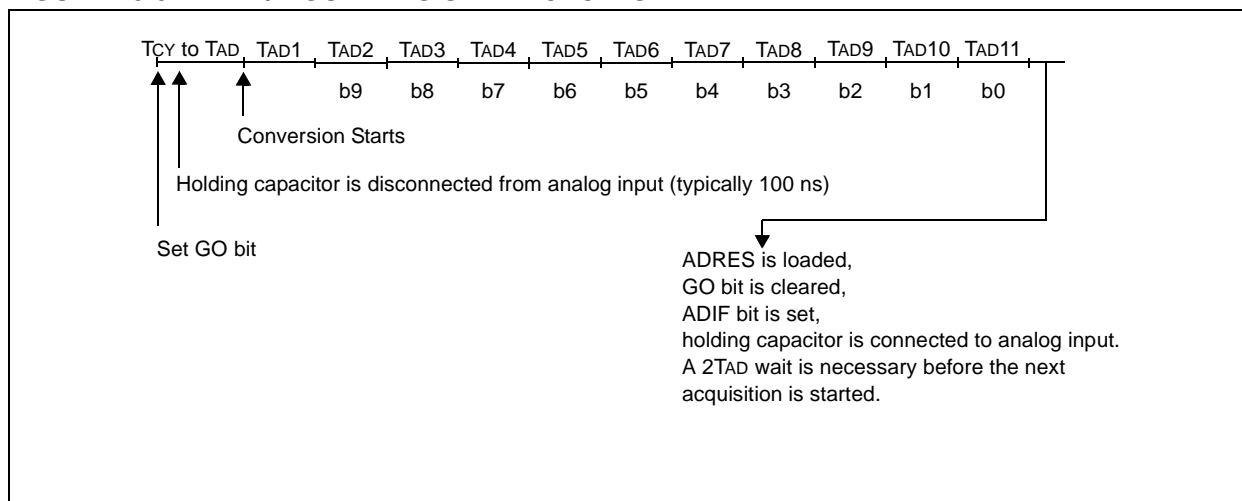 TCY to TAD TAD1 TAD2 TAD3 TAD4 TAD5 TAD6 TAD7 TAD8 TAD9 TAD10 TAD11
b9 b8 b7 b6 b5 b4 b3 b2 b1 b0
Conversion Starts
Holding capacitor is disconnected from analog input (typically 100 ns)
Set GO bit
ADRES is loaded,
GO bit is cleared,
ADIF bit is set,
holding capacitor is connected to analog input.
A 2TAD wait is necessary before the next
acquisition is started.